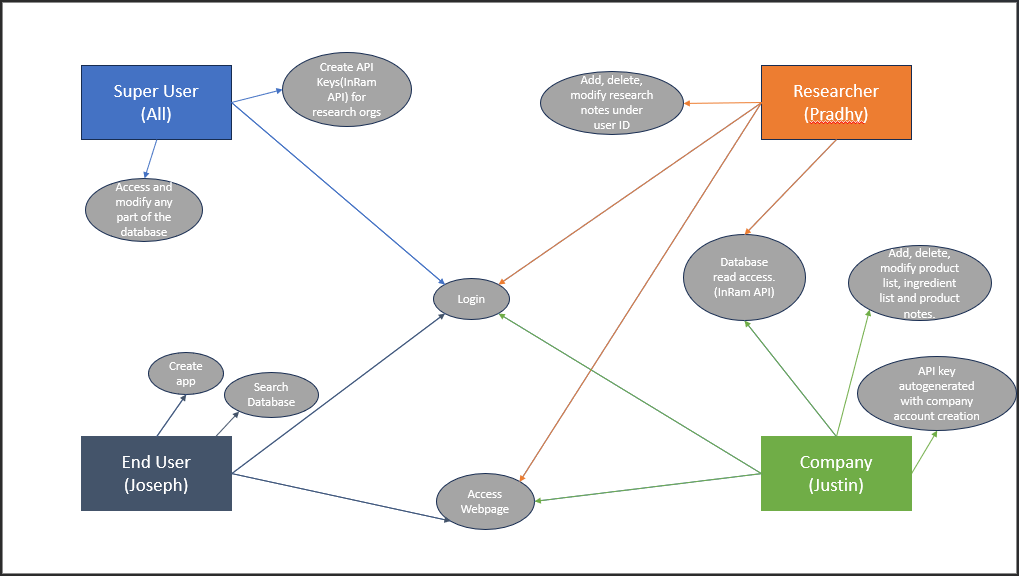 Super User
(All)
Create API
Keys(InRam
API) for
research orgs
Add, delete,
modify research
notes under
user ID
Researcher
(Pradhy)
Access and
modify any
part of the
database
Database
read access.
(InRam API)
Add, delete,
modify product
list, ingredient
list and product
notes.
Login
Create
app
Search
Database
API key
autogenerated
with company
account creation
End User
(Joseph)
Access
Webpage
Company
(Justin)